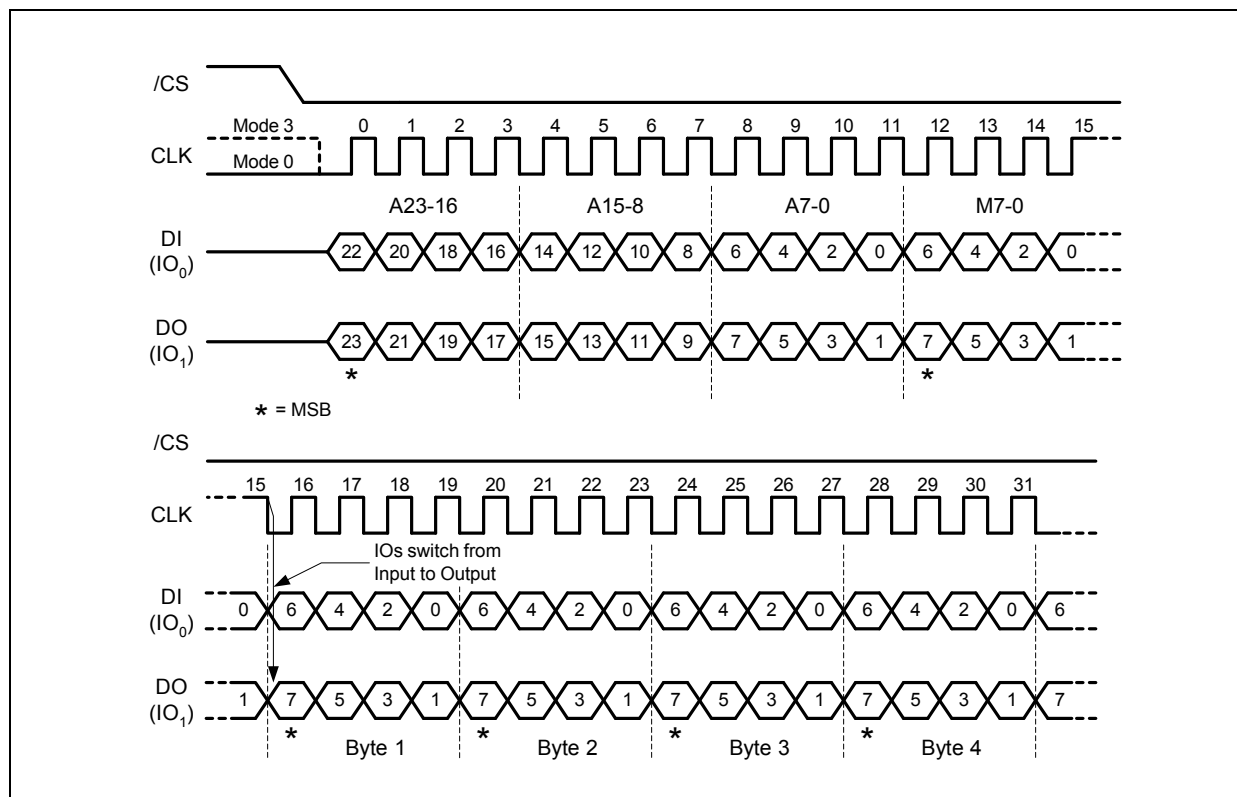 /CS
Mode 3 0 1 2 3 4 5 6 7 8 9 10 11 12 13 14 15
CLK
Mode 0
A23-16 A15-8 A7-0 M7-0
DI
(IO0) 22 20 18 16 14 12 10 8 6 4 2 0 6 4 2 0
DO
(IO1) 23 21 19 17 15 13 11 9 7 5 3 1 7 5 3 1
* *
* = MSB
/CS
15 16 17 18 19 20 21 22 23 24 25 26 27 28 29 30 31
CLK
IOs switch from
Input to Output
DI
(IO0) 0 6 4 2 0 6 4 2 0 6 4 2 0 6 4 2 0 6
DO
(IO1) 1 7 5 3 1 7 5 3 1 7 5 3 1 7 5 3 1 7
* * * *
Byte 1 Byte 2 Byte 3 Byte 4